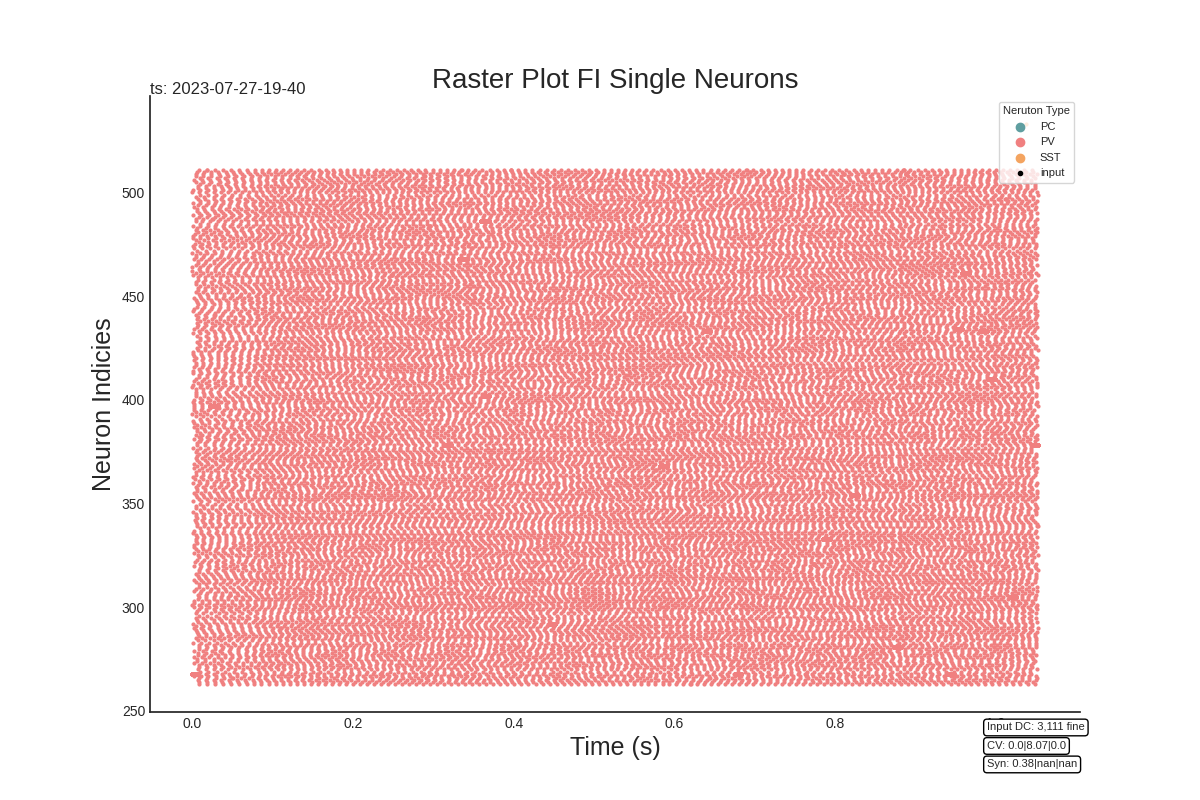 Raster Plot FI Single Neurons
ts: 2023-07-27-19-40
Neruton Type
PC
PV
SST
input
Neuron Indicies
500
450
400
350
300
250
0.0 0.2 0.4 0.6 0.8
Time (s)
Input DC: 3,111 fine
CV: 0.0|8.07|0.0
Syn: 0.38|nan|nan